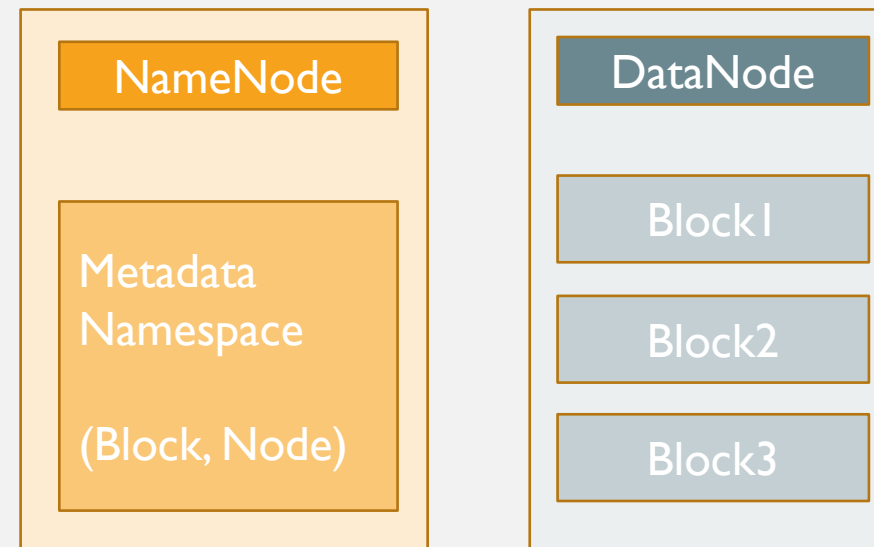 NameNode
Metadata
Namespace
(Block, Node)
DataNode
Block1
Block2
Block3